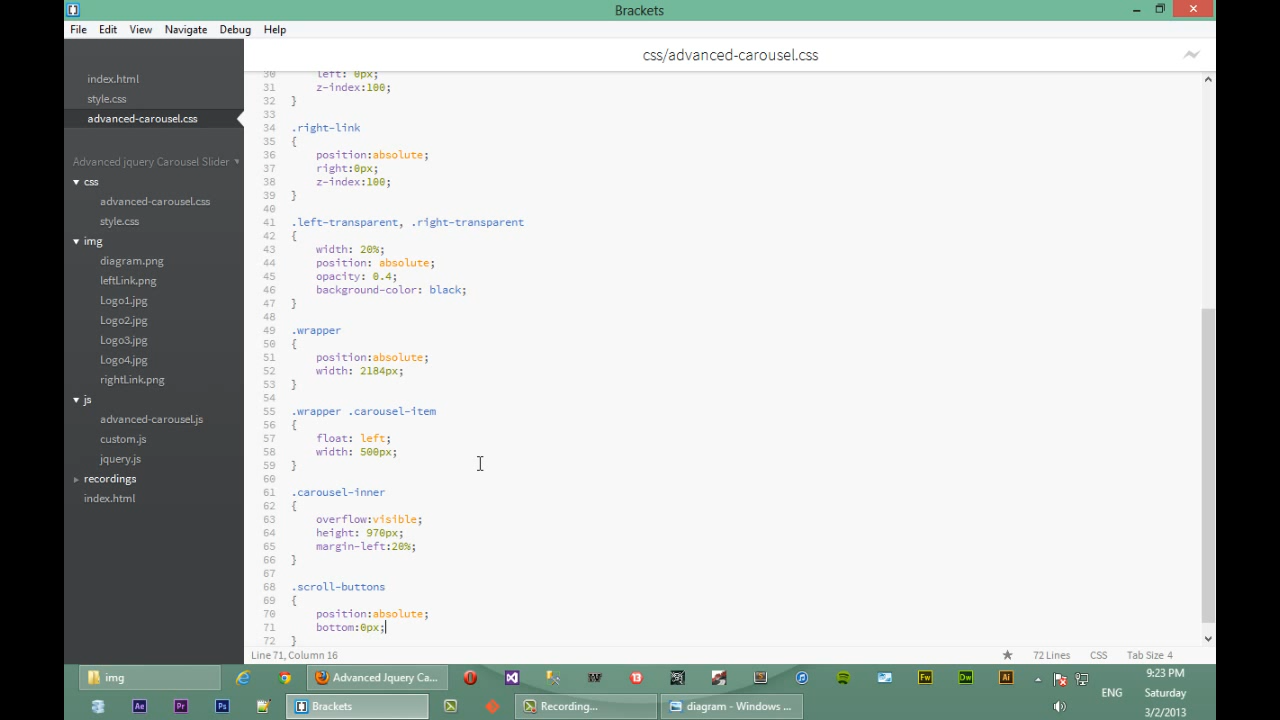 Brackets
File Edit View Navigate Debug Help
index.html
style.css
advanced-carousel.css
Advanced jquery Carousel Slider
css
advanced-carousel.css
style.css
img
diagram.png
leftLink.png
Logo1.jpg
Logo2.jpg
Logo3.jpg
Logo4.jpg
rightLink.png
js
advanced-carousel.js
custom.js
jquery.js
recordings
index.html
css/advanced-carousel.css
30 left: 0px;
31 z-index:100;
32 }
33
34 .right-link
35 {
36 position:absolute;
37 right:0px;
38 z-index:100;
39 }
40
41 .left-transparent, .right-transparent
42 {
43 width: 20%;
44 position: absolute;
45 opacity: 0.4;
46 background-color: black;
47 }
48
49 .wrapper
50 {
51 position:absolute;
52 width: 2184px;
53 }
54
55 .wrapper .carousel-item
56 {
57 float: left;
58 width: 500px;
59 }
60
61 .carousel-inner
62 {
63 overflow:visible;
64 height: 970px;
65 margin-left:20%;
66 }
67
68 .scroll-buttons
69 {
70 position:absolute;
71 bottom:0px;
72 }
Line 71, Column 16 72 Lines CSS Tab Size 4
img Advanced Jquery Ca... Fw Dw Ai
Ae Pr Ps Brackets Recording... diagram - Windows ...
ENG
9:23 PM
Saturday
3/2/2013